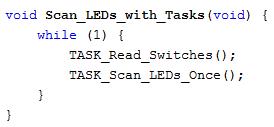 void Scan_LEDs_with_Tasks(void) {
    while (1) {
        TASK_Read_Switches();
        TASK_Scan_LEDs_Once();
    }
}